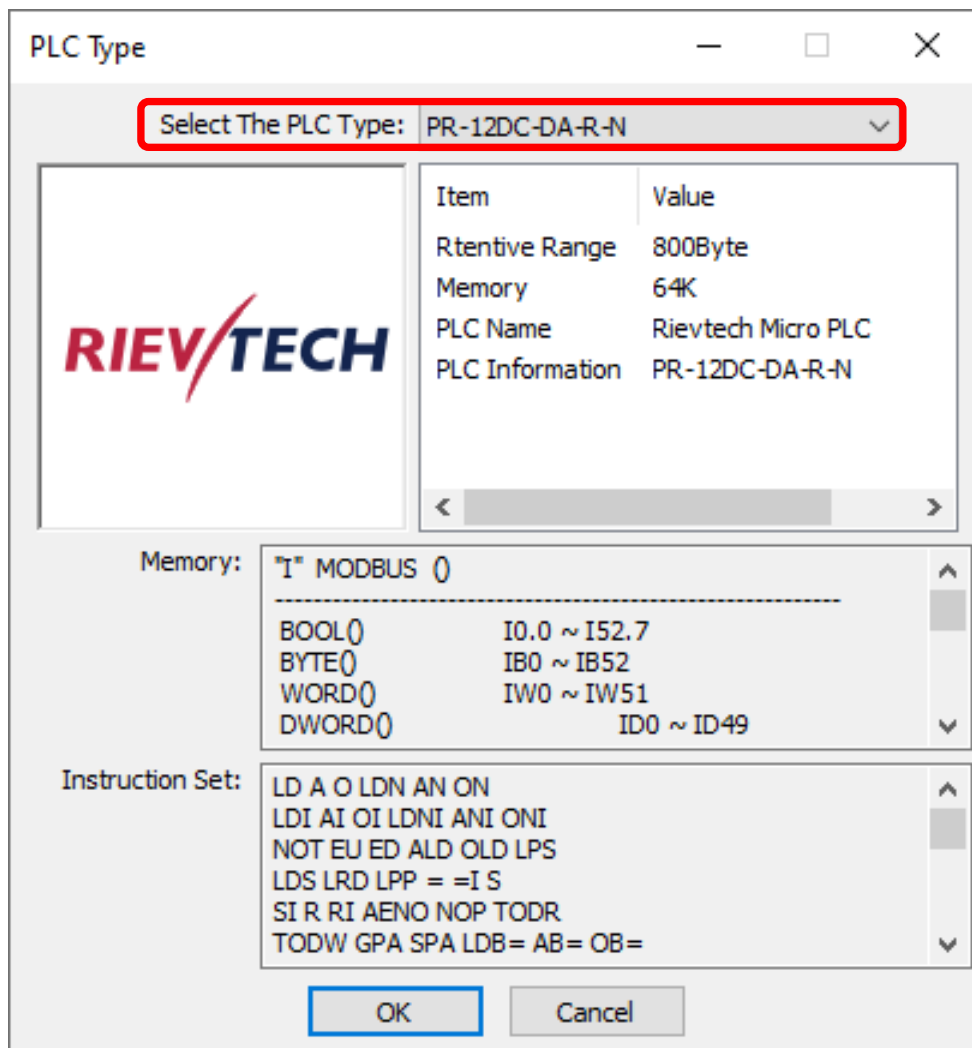 PLC Type
Select The PLC Type: PR-12DC-DA-R-N
RIEVTECH
Item Value
Rtentive Range 800Byte
Memory 64K
PLC Name Rievtech Micro PLC
PLC Information PR-12DC-DA-R-N
Memory:
"I" MODBUS ()
----------------------------------------------------------
BOOL() I0.0 ~ I52.7
BYTE() IB0 ~ IB52
WORD() IW0 ~ IW51
DWORD() ID0 ~ ID49
Instruction Set:
LD A O LDN AN ON
LDI AI OI LDNI ANI ONI
NOT EU ED ALD OLD LPS
LDS LRD LPP = =I S
SI R RI AENO NOP TODR
TODW GPA SPA LDB= AB= OB=
OK Cancel